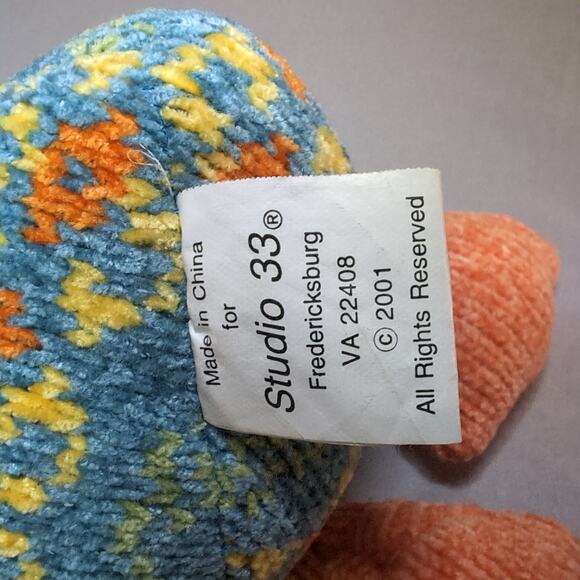 Made in China
for
Studio 33®
Fredericksburg
VA 22408
© 2001
All Rights Reserved